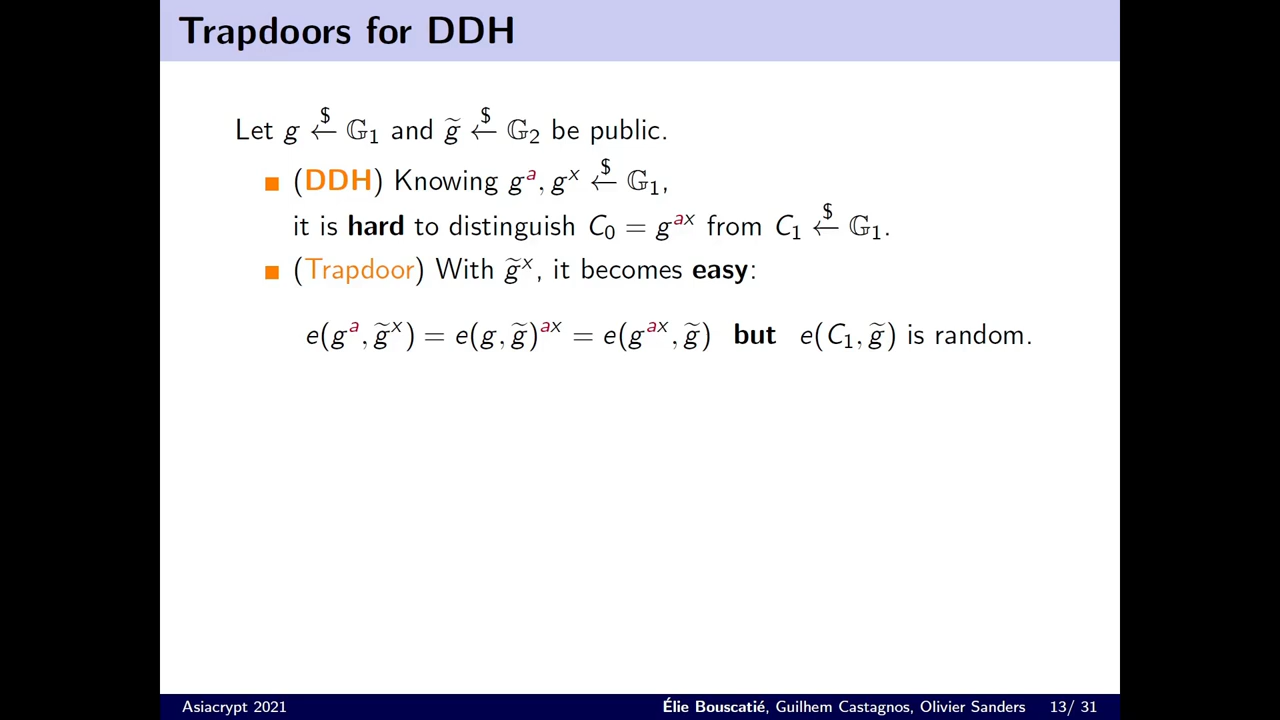 Trapdoors for DDH
Let g ←$ 𝔾₁ and g̃ ←$ 𝔾₂ be public.
■ (DDH) Knowing gᵃ, gˣ ←$ 𝔾₁,
it is hard to distinguish C₀ = gᵃˣ from C₁ ←$ 𝔾₁.
■ (Trapdoor) With g̃ˣ, it becomes easy:
e(gᵃ, g̃ˣ) = e(g, g̃)ᵃˣ = e(gᵃˣ, g̃) but e(C₁, g̃) is random.
Asiacrypt 2021 Élie Bouscatié, Guilhem Castagnos, Olivier Sanders 13/ 31